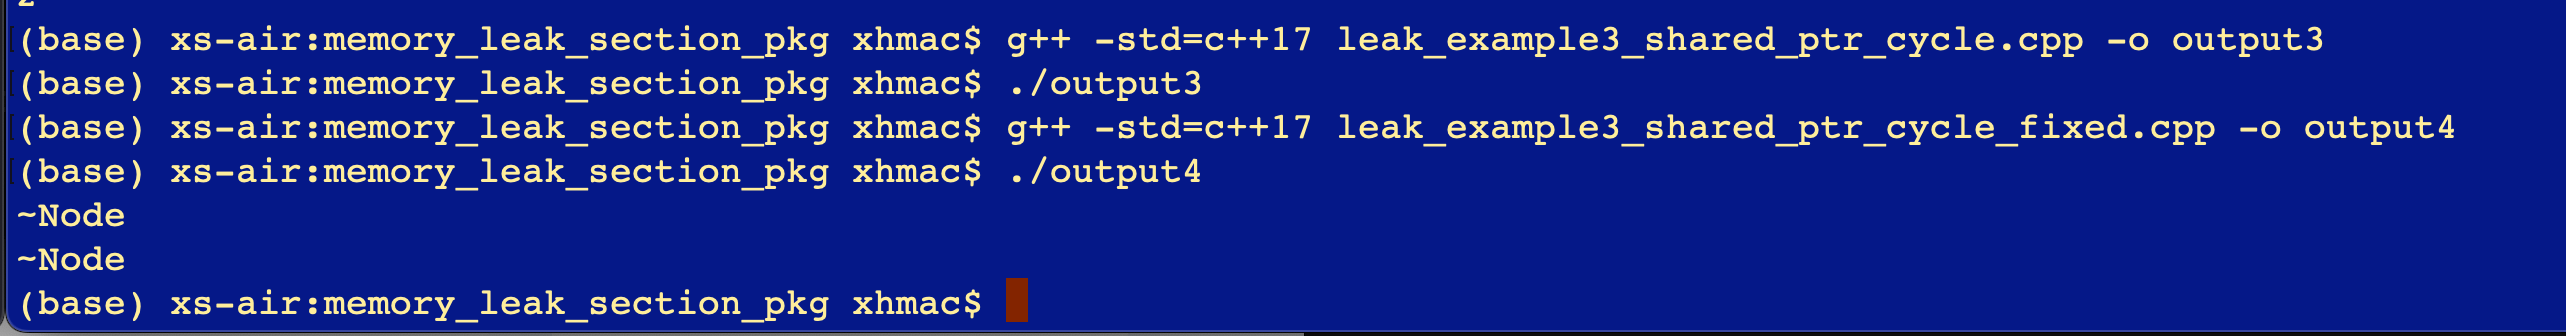 (base) xs-air:memory_leak_section_pkg xhmac$ g++ -std=c++17 leak_example3_shared_ptr_cycle.cpp -o output3
(base) xs-air:memory_leak_section_pkg xhmac$ ./output3
(base) xs-air:memory_leak_section_pkg xhmac$ g++ -std=c++17 leak_example3_shared_ptr_cycle_fixed.cpp -o output4
(base) xs-air:memory_leak_section_pkg xhmac$ ./output4
~Node
~Node
(base) xs-air:memory_leak_section_pkg xhmac$